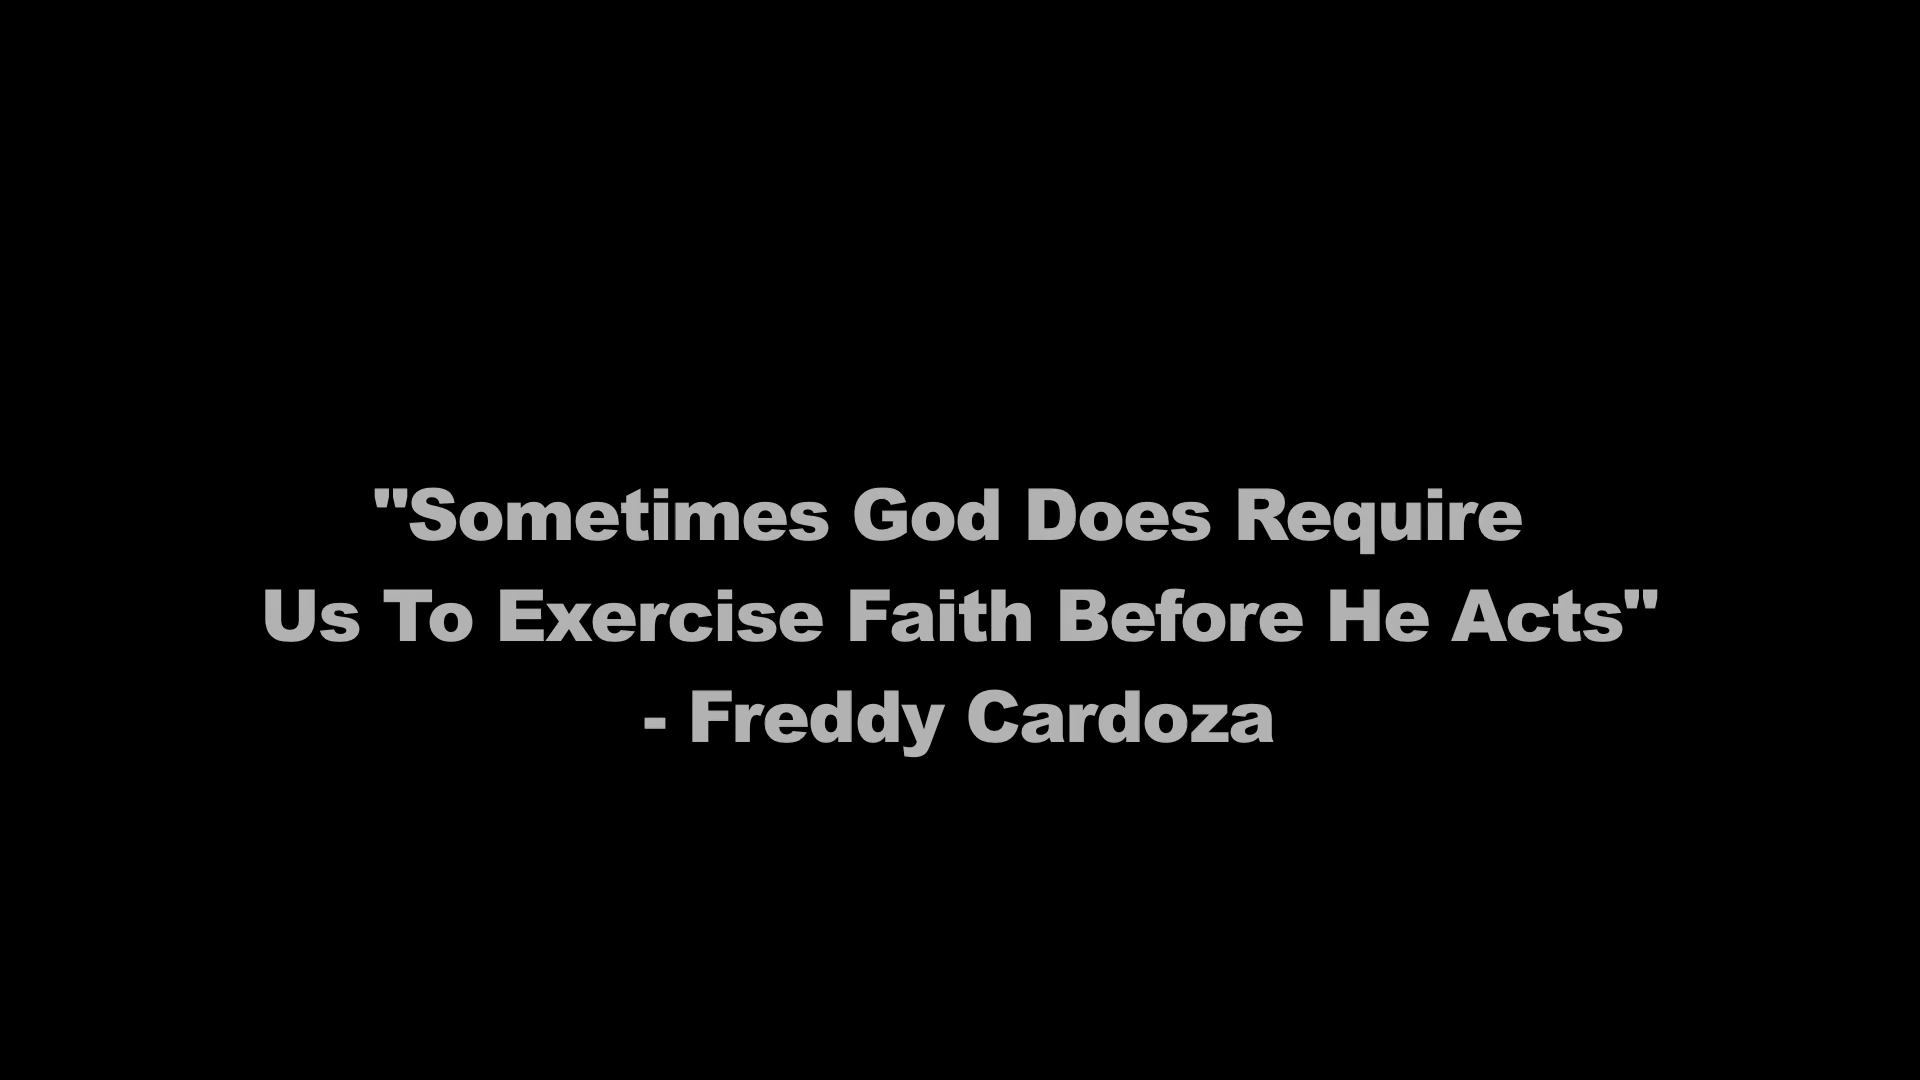 "Sometimes God Does Require
Us To Exercise Faith Before He Acts"
- Freddy Cardoza